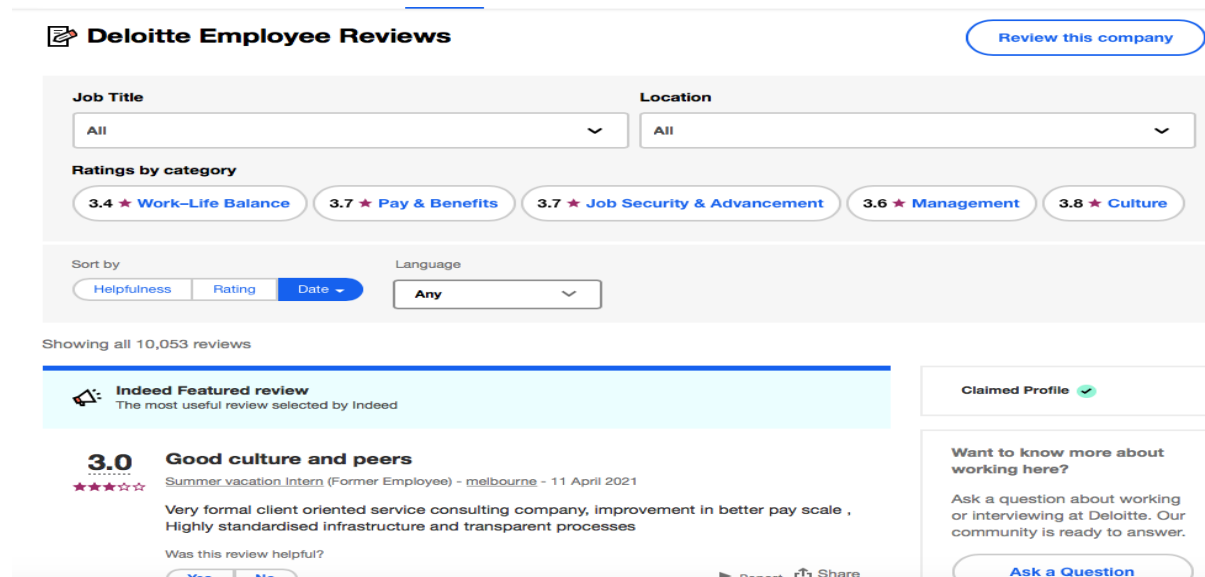 Deloitte Employee Reviews
Review this company
Job Title
Location
All
All
Ratings by category
3.4 ★ Work–Life Balance
3.7 ★ Pay & Benefits
3.7 ★ Job Security & Advancement
3.6 ★ Management
3.8 ★ Culture
Sort by
Language
Helpfulness
Rating
Date
Any
Showing all 10,053 reviews
Indeed Featured review
The most useful review selected by Indeed
3.0
Good culture and peers
Summer vacation Intern (Former Employee) - melbourne - 11 April 2021
Very formal client oriented service consulting company, improvement in better pay scale ,
Highly standardised infrastructure and transparent processes
Was this review helpful?
Yes
No
Report
Share
Claimed Profile
Want to know more about
working here?
Ask a question about working
or interviewing at Deloitte. Our
community is ready to answer.
Ask a Question